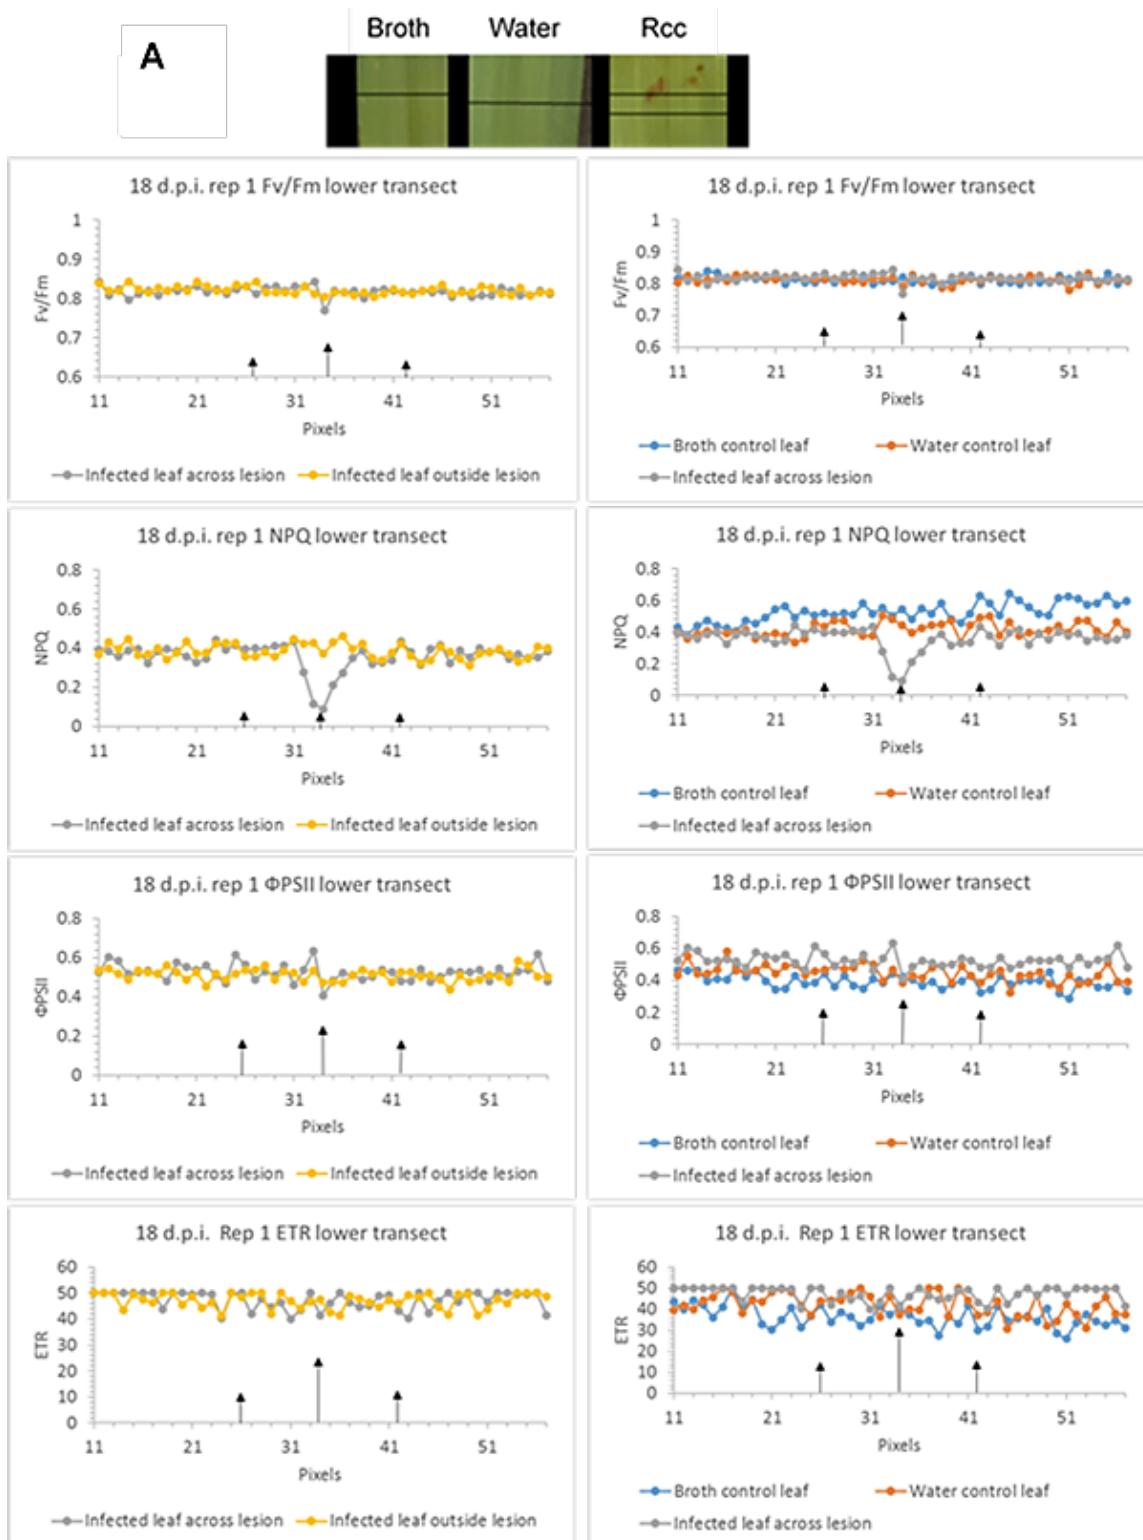 A
Broth Water Rcc
18 d.p.i. rep 1 Fv/Fm lower transect
Fv/Fm
1
0.9
0.8
0.7
0.6
11 21 31 41 51
Pixels
Infected leaf across lesion Infected leaf outside lesion
18 d.p.i. rep 1 Fv/Fm lower transect
Fv/Fm
1
0.9
0.8
0.7
0.6
11 21 31 41 51
Pixels
Broth control leaf Water control leaf
Infected leaf across lesion
18 d.p.i. rep 1 NPQ lower transect
NPQ
0.8
0.6
0.4
0.2
0
11 21 31 41 51
Pixels
Infected leaf across lesion Infected leaf outside lesion
18 d.p.i. rep 1 NPQ lower transect
NPQ
0.8
0.6
0.4
0.2
0
11 21 31 41 51
Pixels
Broth control leaf Water control leaf
Infected leaf across lesion
18 d.p.i. rep 1 ΦPSII lower transect
ΦPSII
0.8
0.6
0.4
0.2
0
11 21 31 41 51
Pixels
Infected leaf across lesion Infected leaf outside lesion
18 d.p.i. rep 1 ΦPSII lower transect
ΦPSII
0.8
0.6
0.4
0.2
0
11 21 31 41 51
Pixels
Broth control leaf Water control leaf
Infected leaf across lesion
18 d.p.i. Rep 1 ETR lower transect
ETR
60
50
40
30
20
10
0
11 21 31 41 51
Pixels
Infected leaf across lesion Infected leaf outside lesion
18 d.p.i. Rep 1 ETR lower transect
ETR
60
50
40
30
20
10
0
11 21 31 41 51
Pixels
Broth control leaf Water control leaf
Infected leaf across lesion